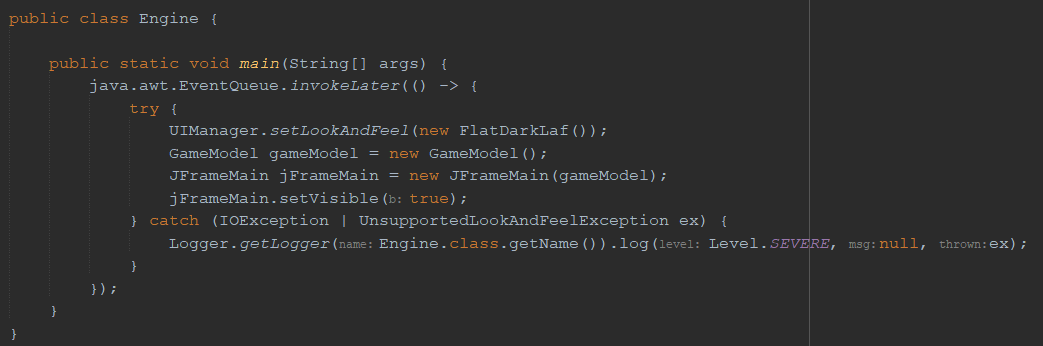 public class Engine {
public static void main(String[] args) {
java.awt.EventQueue.invokeLater(() -> {
try {
UIManager.setLookAndFeel(new FlatDarkLaf());
GameModel gameModel = new GameModel();
JFrameMain jFrameMain = new JFrameMain(gameModel);
jFrameMain.setVisible(b: true);
} catch (IOException | UnsupportedLookAndFeelException ex) {
Logger.getLogger(name: Engine.class.getName()).log(level: Level.SEVERE, msg: null, thrown: ex);
}
});
}
}